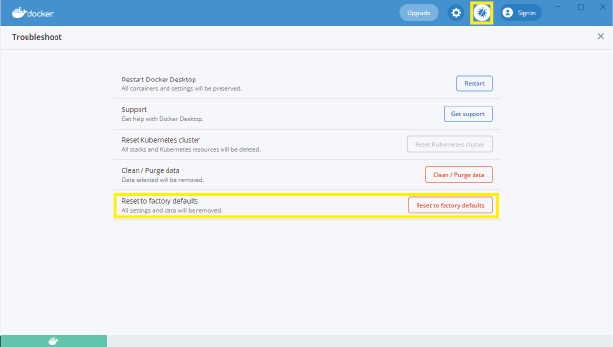 docker
Upgrade
Sign in
Troubleshoot
Restart Docker Desktop
All containers and settings will be preserved.
Restart
Support
Get help with Docker Desktop.
Get support
Reset Kubernetes cluster
All stacks and Kubernetes resources will be deleted.
Reset Kubernetes cluster
Clean / Purge data
Data selected will be removed.
Clean / Purge data
Reset to factory defaults
All settings and data will be removed.
Reset to factory defaults